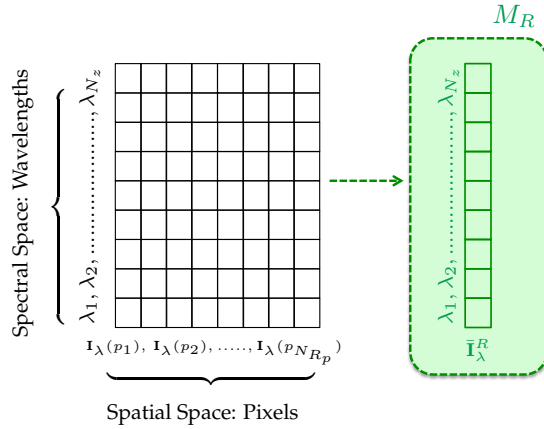 M_R
Spectral Space: Wavelengths
λ_1, λ_2, ................, λ_{N_z}
λ_1, λ_2, ................, λ_{N_z}
I_λ(p_1), I_λ(p_2), ....., I_λ(p_{N_{R_p}})
Ī_λ^R
Spatial Space: Pixels